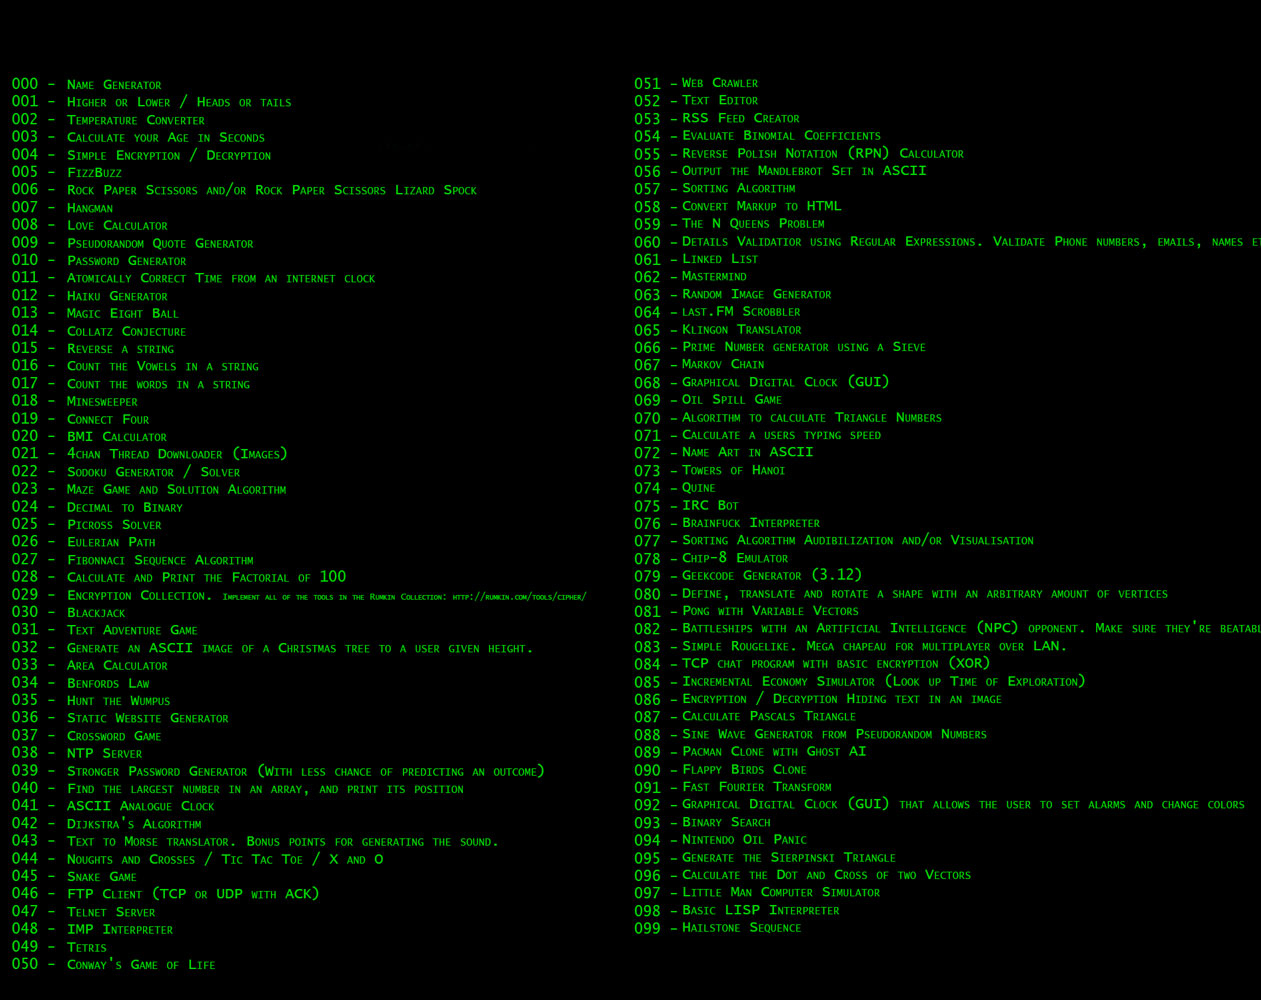 000 – Name Generator
001 – Higher or Lower / Heads or tails
002 – Temperature Converter
003 – Calculate your Age in Seconds
004 – Simple Encryption / Decryption
005 – FizzBuzz
006 – Rock Paper Scissors and/or Rock Paper Scissors Lizard Spock
007 – Hangman
008 – Love Calculator
009 – Pseudorandom Quote Generator
010 – Password Generator
011 – Atomically Correct Time from an internet clock
012 – Haiku Generator
013 – Magic Eight Ball
014 – Collatz Conjecture
015 – Reverse a string
016 – Count the Vowels in a string
017 – Count the words in a string
018 – Minesweeper
019 – Connect Four
020 – BMI Calculator
021 – 4chan Thread Downloader (Images)
022 – Sodoku Generator / Solver
023 – Maze Game and Solution Algorithm
024 – Decimal to Binary
025 – Picross Solver
026 – Eulerian Path
027 – Fibonnaci Sequence Algorithm
028 – Calculate and Print the Factorial of 100
029 – Encryption Collection. Implement all of the tools in the Rumkin Collection: http://rumkin.com/tools/cipher/
030 – Blackjack
031 – Text Adventure Game
032 – Generate an ASCII image of a Christmas tree to a user given height.
033 – Area Calculator
034 – Benfords Law
035 – Hunt the Wumpus
036 – Static Website Generator
037 – Crossword Game
038 – NTP Server
039 – Stronger Password Generator (With less chance of predicting an outcome)
040 – Find the largest number in an array, and print its position
041 – ASCII Analogue Clock
042 – Dijkstra's Algorithm
043 – Text to Morse translator. Bonus points for generating the sound.
044 – Noughts and Crosses / Tic Tac Toe / X and O
045 – Snake Game
046 – FTP Client (TCP or UDP with ACK)
047 – Telnet Server
048 – IMP Interpreter
049 – Tetris
050 – Conway's Game of Life
051 – Web Crawler
052 – Text Editor
053 – RSS Feed Creator
054 – Evaluate Binomial Coefficients
055 – Reverse Polish Notation (RPN) Calculator
056 – Output the Mandlebrot Set in ASCII
057 – Sorting Algorithm
058 – Convert Markup to HTML
059 – The N Queens Problem
060 – Details Validatior using Regular Expressions. Validate Phone numbers, emails, names et
061 – Linked List
062 – Mastermind
063 – Random Image Generator
064 – last.FM Scrobbler
065 – Klingon Translator
066 – Prime Number generator using a Sieve
067 – Markov Chain
068 – Graphical Digital Clock (GUI)
069 – Oil Spill Game
070 – Algorithm to calculate Triangle Numbers
071 – Calculate a users typing speed
072 – Name Art in ASCII
073 – Towers of Hanoi
074 – Quine
075 – IRC Bot
076 – Brainfuck Interpreter
077 – Sorting Algorithm Audibilization and/or Visualisation
078 – Chip-8 Emulator
079 – Geekcode Generator (3.12)
080 – Define, translate and rotate a shape with an arbitrary amount of vertices
081 – Pong with Variable Vectors
082 – Battleships with an Artificial Intelligence (NPC) opponent. Make sure they're beatabl
083 – Simple Rougelike. Mega chapeau for multiplayer over LAN.
084 – TCP chat program with basic encryption (XOR)
085 – Incremental Economy Simulator (Look up Time of Exploration)
086 – Encryption / Decryption Hiding text in an image
087 – Calculate Pascals Triangle
088 – Sine Wave Generator from Pseudorandom Numbers
089 – Pacman Clone with Ghost AI
090 – Flappy Birds Clone
091 – Fast Fourier Transform
092 – Graphical Digital Clock (GUI) that allows the user to set alarms and change colors
093 – Binary Search
094 – Nintendo Oil Panic
095 – Generate the Sierpinski Triangle
096 – Calculate the Dot and Cross of two Vectors
097 – Little Man Computer Simulator
098 – Basic LISP Interpreter
099 – Hailstone Sequence